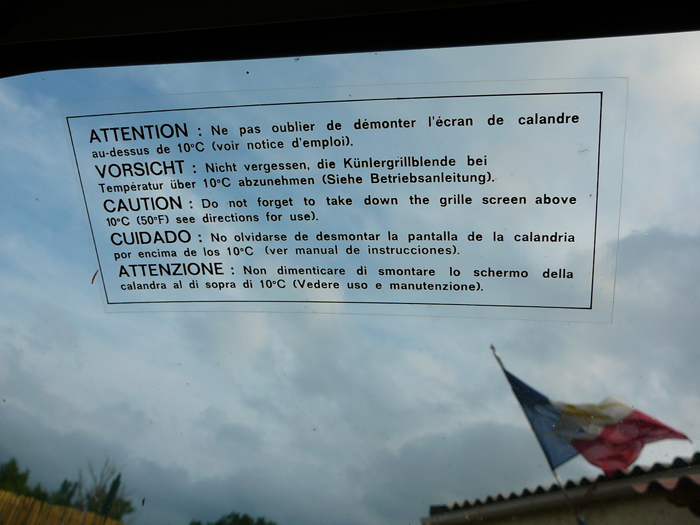 ATTENTION : Ne pas oublier de démonter l'écran de calandre
au-dessus de 10°C (voir notice d'emploi).
VORSICHT : Nicht vergessen, die Künlergrillblende bei
Températur über 10°C abzunehmen (Siehe Betriebsanleitung).
CAUTION : Do not forget to take down the grille screen above
10°C (50°F) see directions for use).
CUIDADO : No olvidarse de desmontar la pantalla de la calandria
por encima de los 10°C (ver manual de instrucciones).
ATTENZIONE : Non dimenticare di smontare lo schermo della
calandra al di sopra di 10°C (Vedere uso e manutenzione).